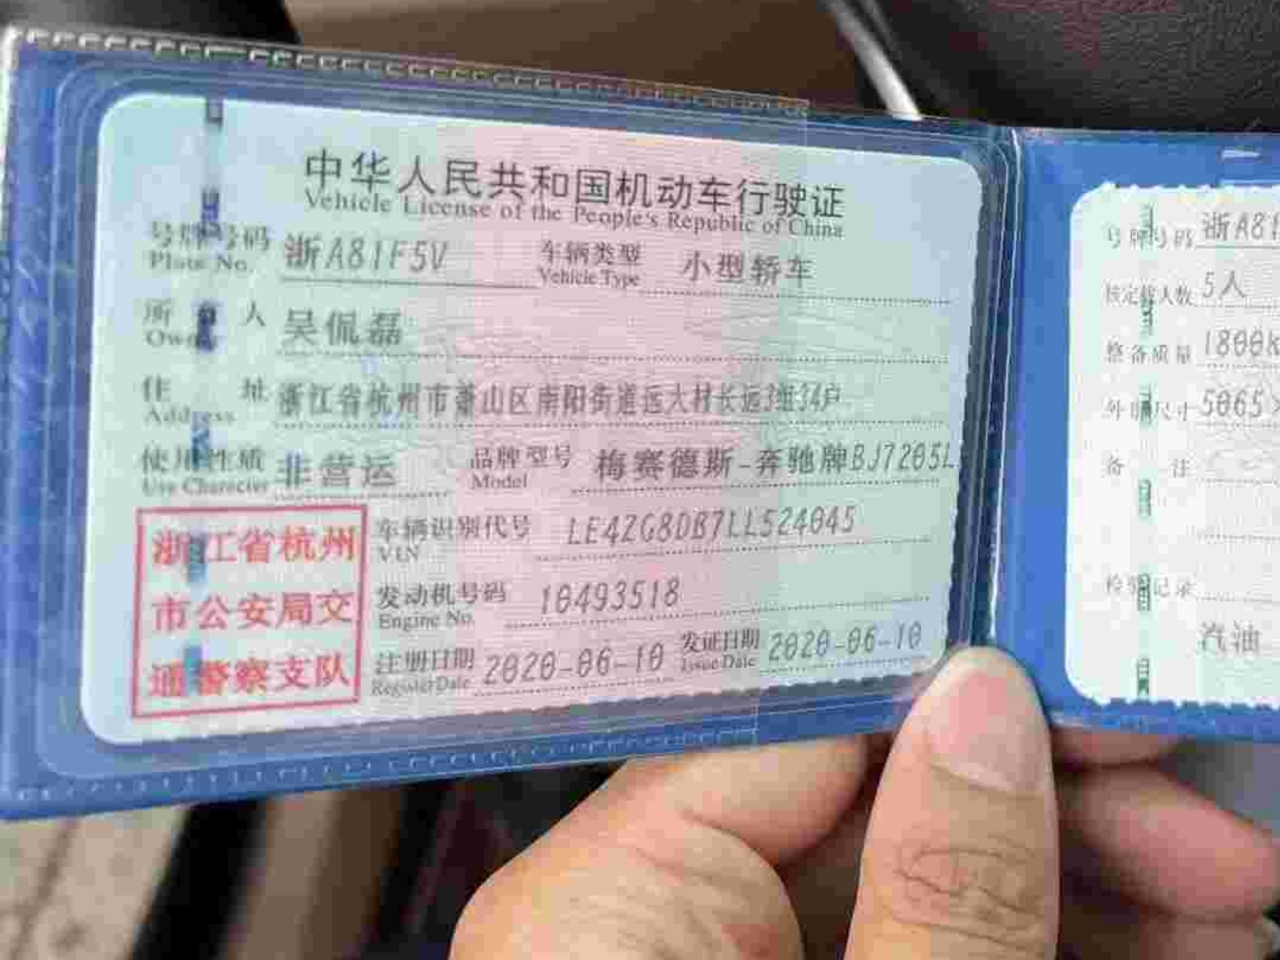 中华人民共和国机动车行驶证
Vehicle License of the People's Republic of China
号牌号码 浙A81F5V 车辆类型 小型轿车
Plate No. Vehicle Type
所有人 吴侃磊
Owner
住址 浙江省杭州市萧山区南阳街道远大村长远3组34户
Address
使用性质 非营运 品牌型号 梅赛德斯-奔驰牌BJ7205L
Use Character Model
浙江省杭州
市公安局交
通警察支队
车辆识别代号 LE4ZG8DB7LL524045
VIN
发动机号码 10493518
Engine No.
注册日期 2020-06-10 发证日期 2020-06-10
Register Date Issue Date
号牌号码 浙A81
核定载人数 5人
整备质量 1800k
外廓尺寸 5065
备注
检验记录
汽油